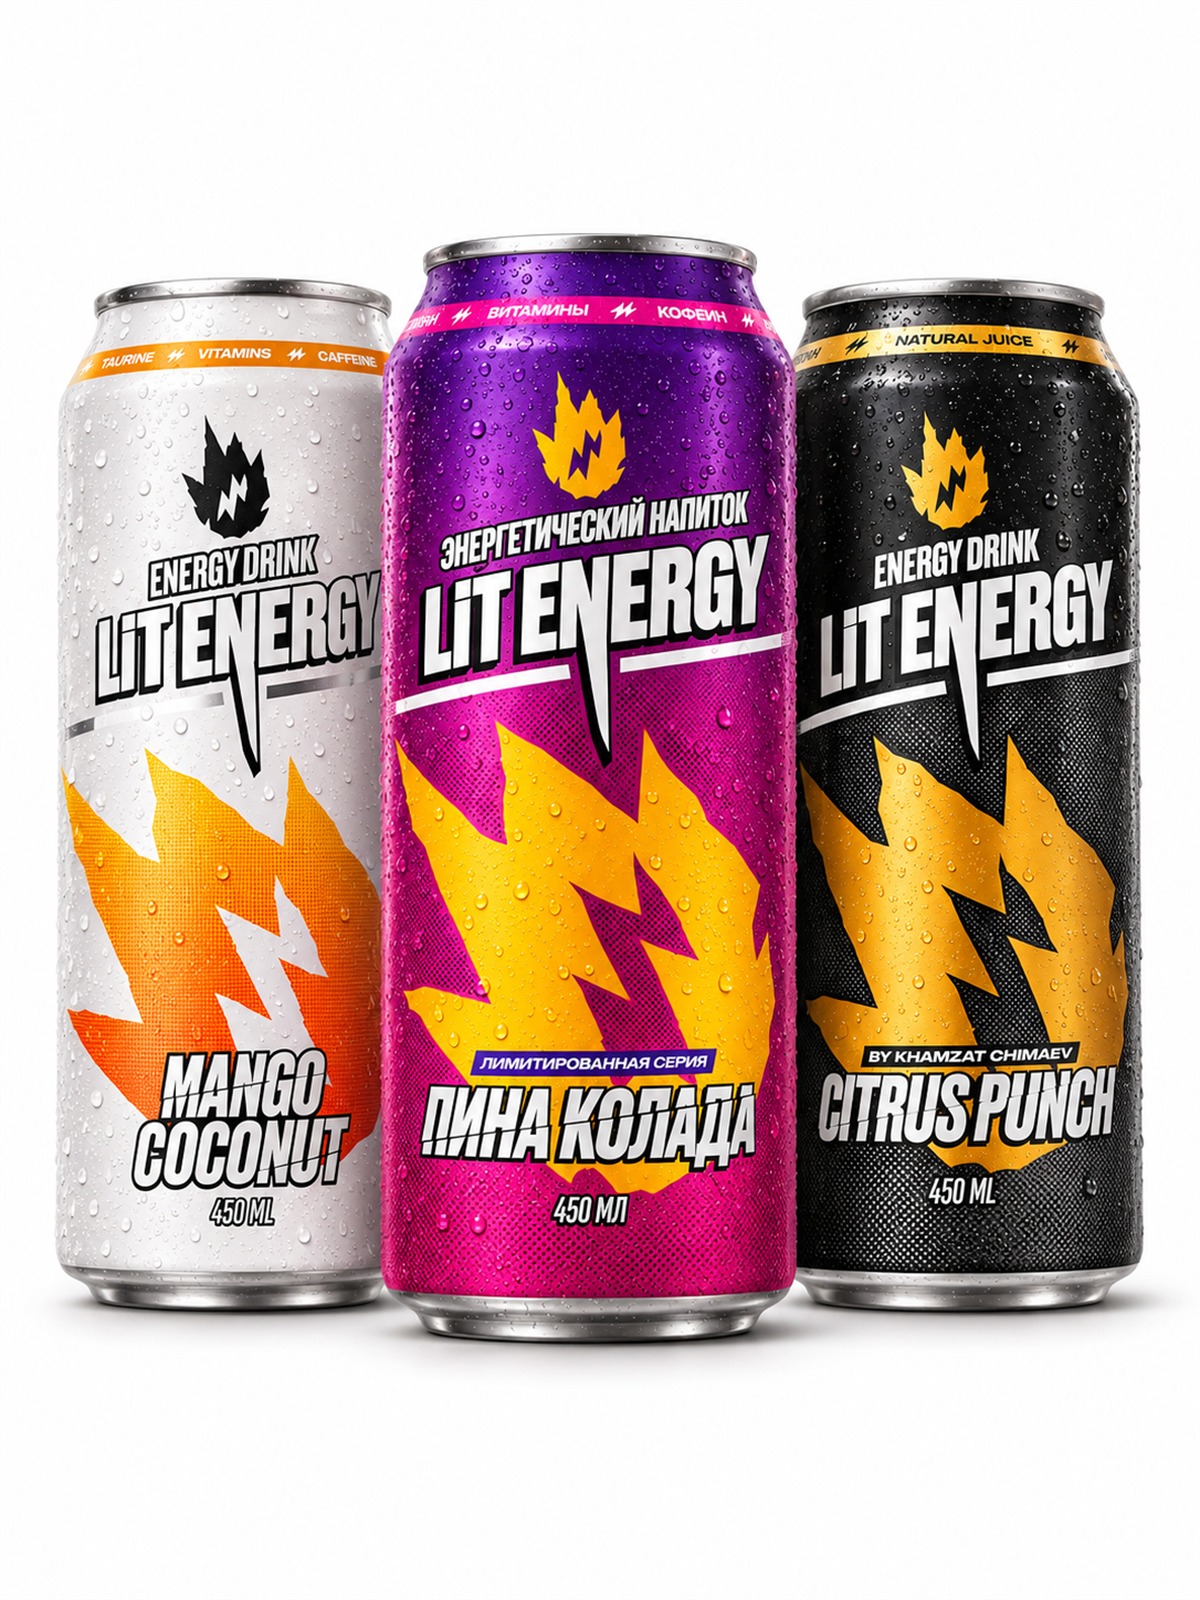 TAURINE VITAMINS CAFFEINE
ENERGY DRINK
LIT ENERGY
MANGO
COCONUT
450 ML
ВИТАМИНЫ КОФЕИН
ЭНЕРГЕТИЧЕСКИЙ НАПИТОК
LIT ENERGY
ЛИМИТИРОВАННАЯ СЕРИЯ
ПИНА КОЛАДА
450 МЛ
NATURAL JUICE
ENERGY DRINK
LIT ENERGY
BY KHAMZAT CHIMAEV
CITRUS PUNCH
450 ML